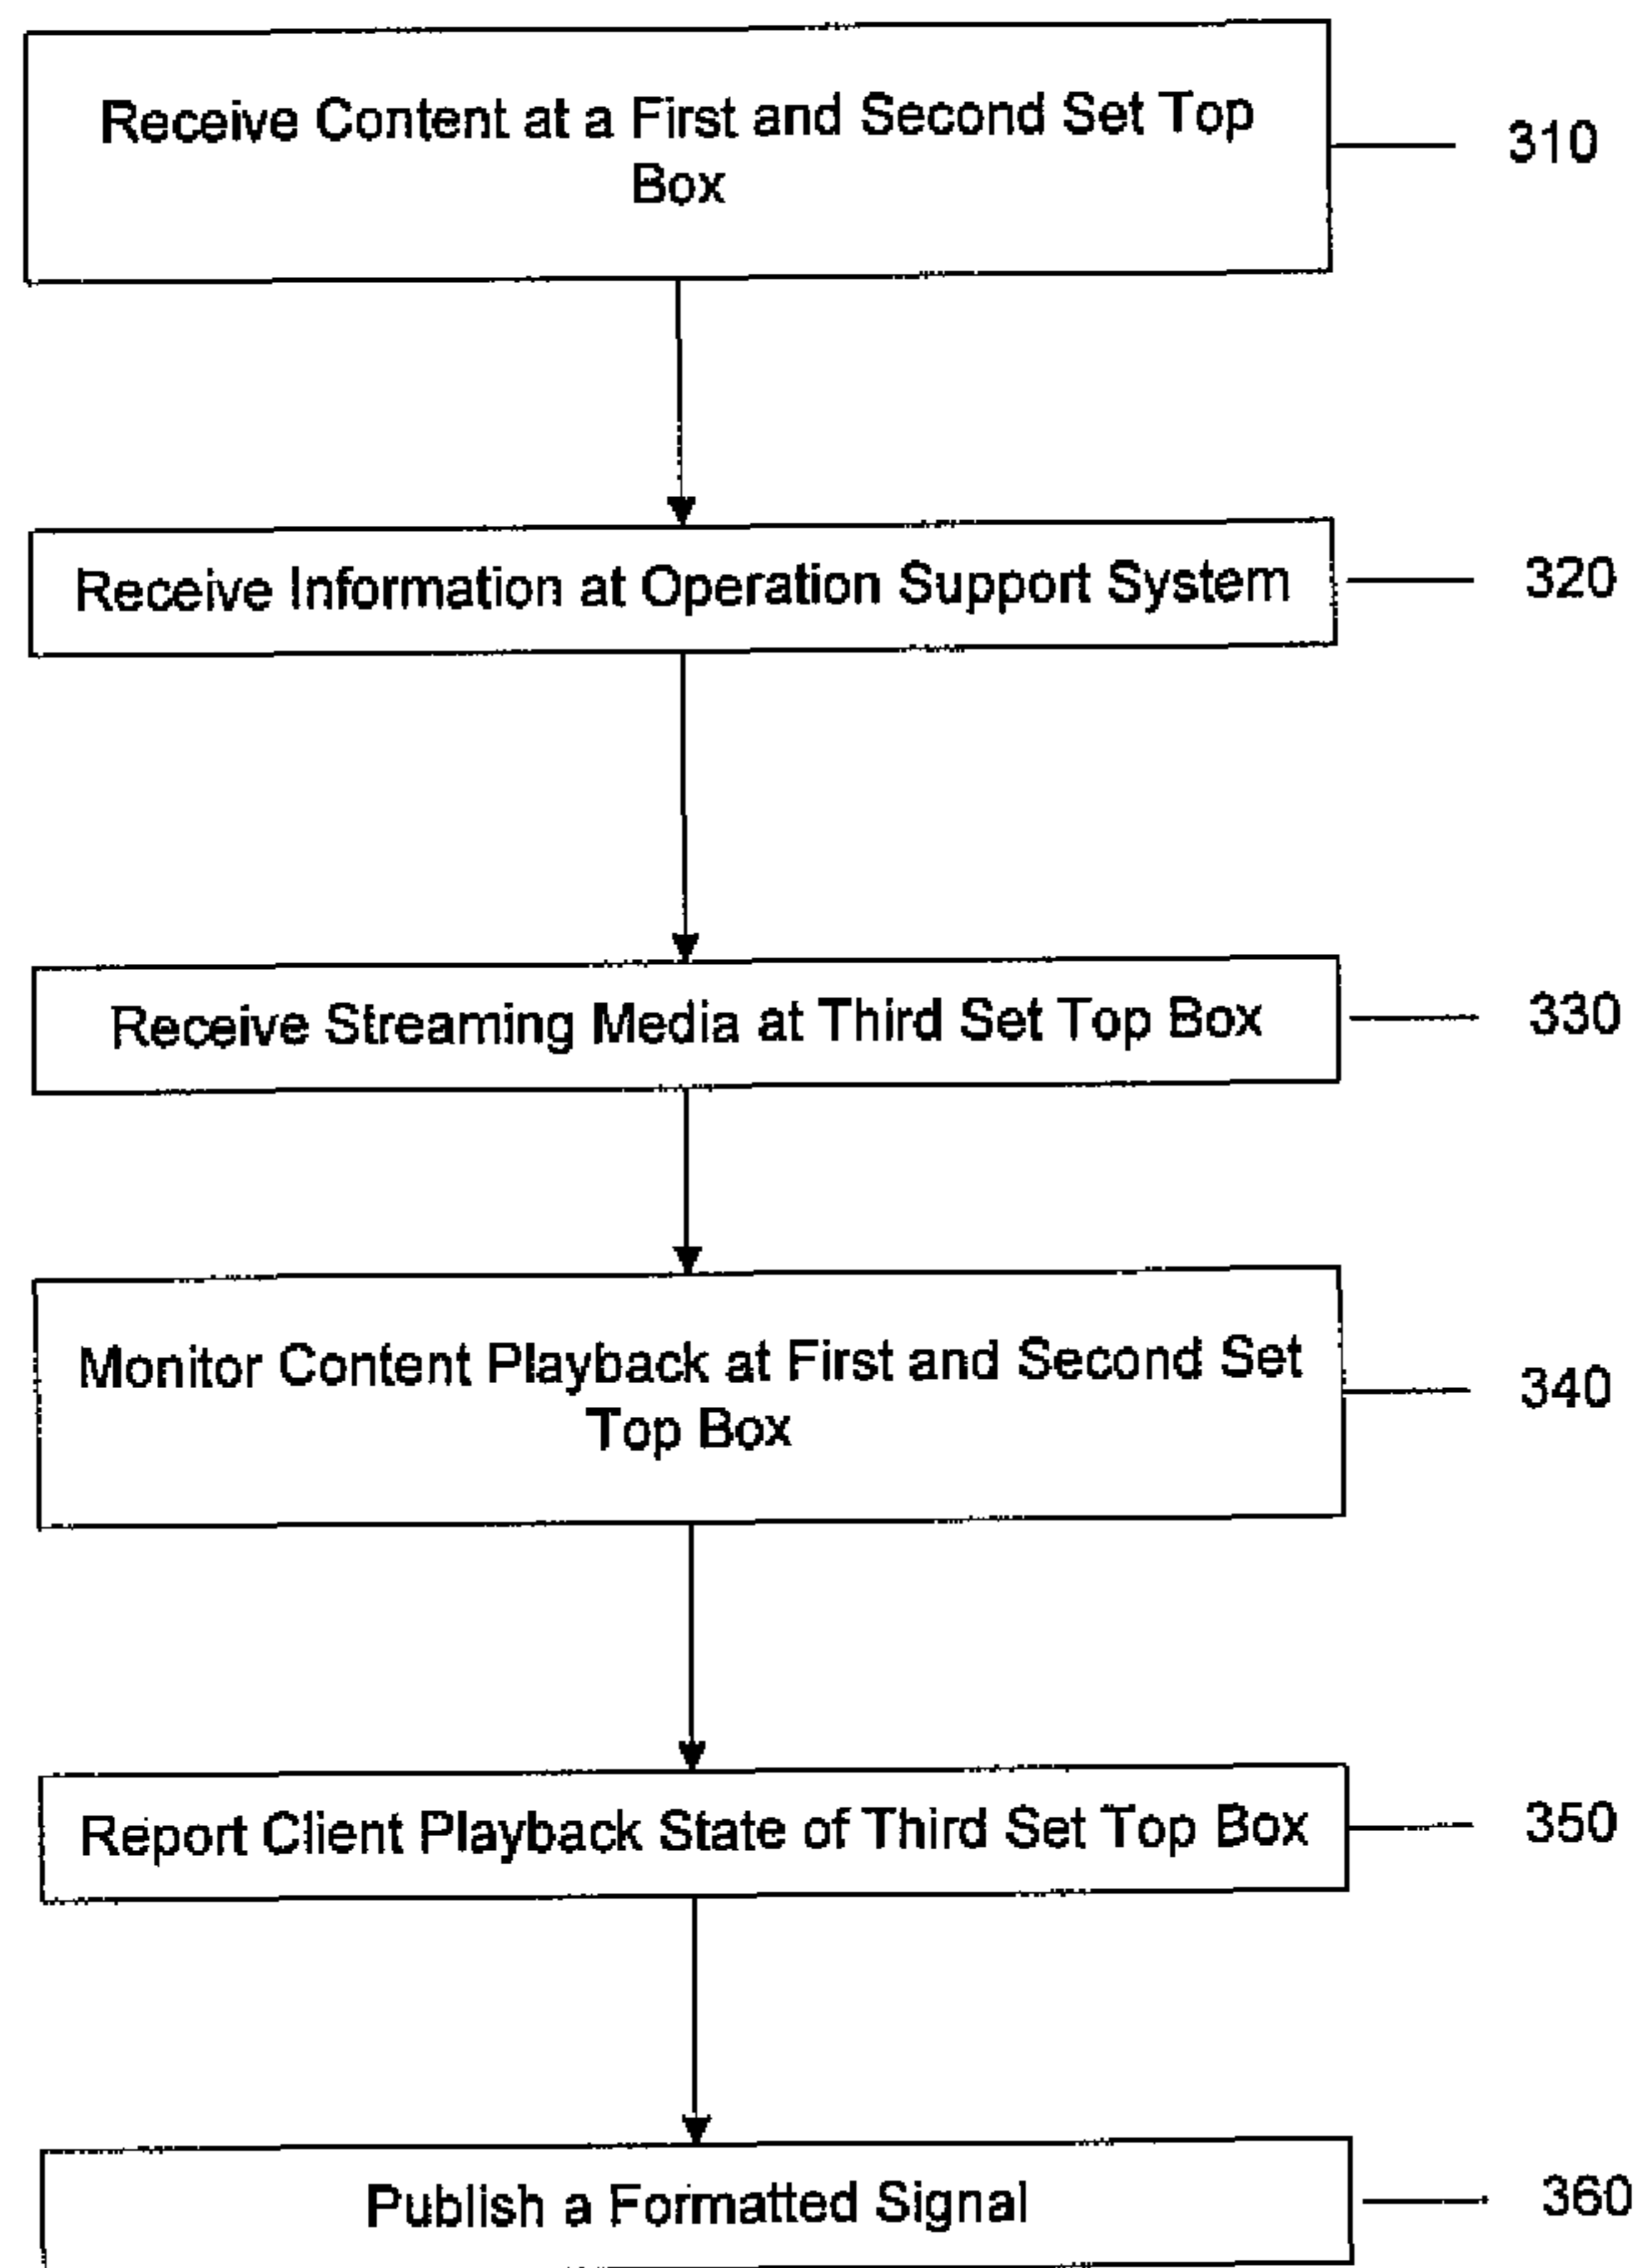 Receive Content at a First and Second Set Top
Box
310
Receive Information at Operation Support System
320
Receive Streaming Media at Third Set Top Box
330
Monitor Content Playback at First and Second Set
Top Box
340
Report Client Playback State of Third Set Top Box
350
Publish a Formatted Signal
360